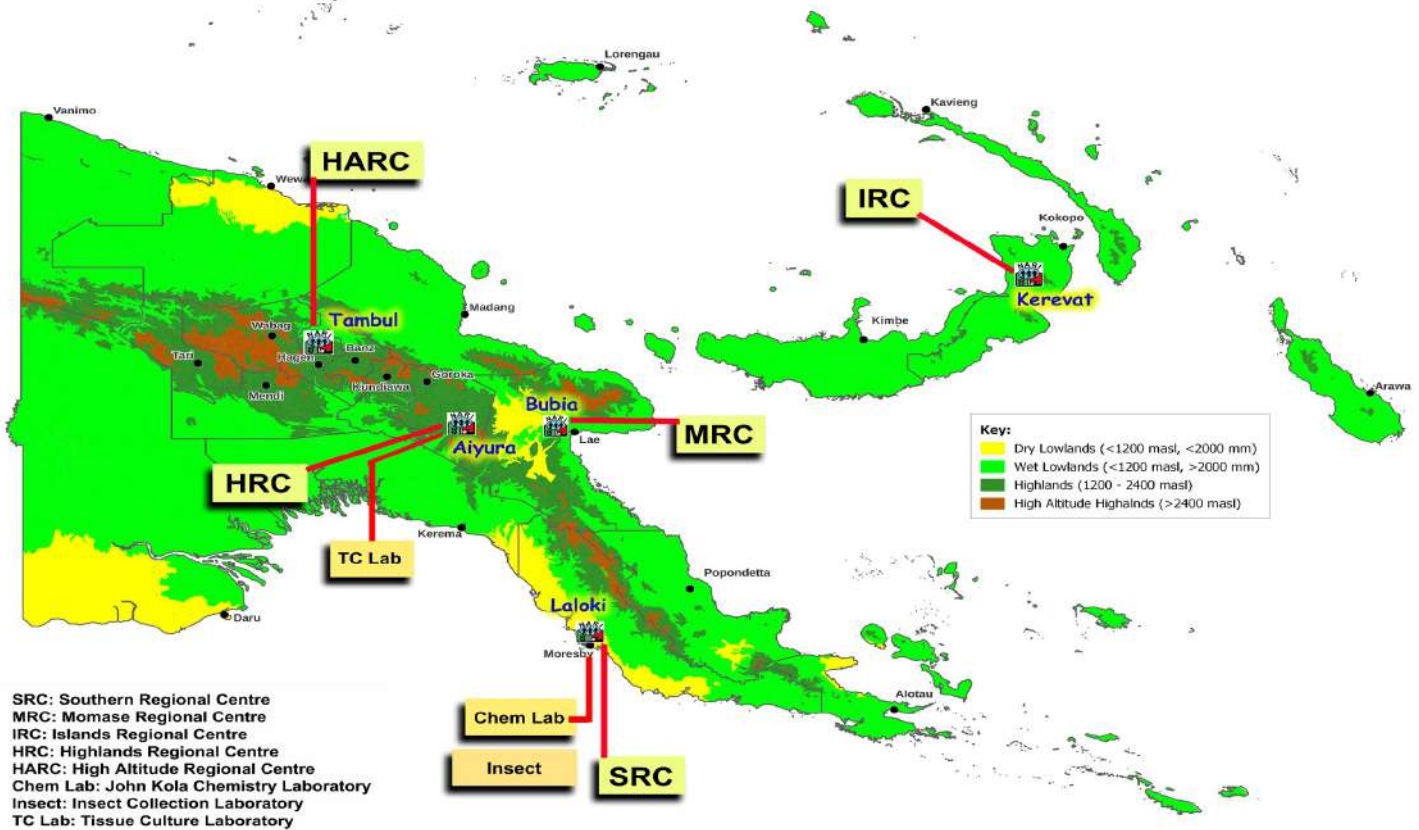 Lorengau
Vanimo
Kavieng
HARC
Wewa
IRC
Kokopo
Kerevat
Madang
Tambul
Wabag
Kimbe
Hagen
Banz
Tari
Kundiawa
Goroka
Mendi
Arawa
Bubia
MRC
Lae
Aiyura
HRC
Key:
Dry Lowlands (<1200 masl, <2000 mm)
Wet Lowlands (<1200 masl, >2000 mm)
Highlands (1200 - 2400 masl)
High Altitude Highalnds (>2400 masl)
Kerema
TC Lab
Popondetta
Laloki
Daru
Moresby
Alotau
Chem Lab
Insect
SRC
SRC: Southern Regional Centre
MRC: Momase Regional Centre
IRC: Islands Regional Centre
HRC: Highlands Regional Centre
HARC: High Altitude Regional Centre
Chem Lab: John Kola Chemistry Laboratory
Insect: Insect Collection Laboratory
TC Lab: Tissue Culture Laboratory